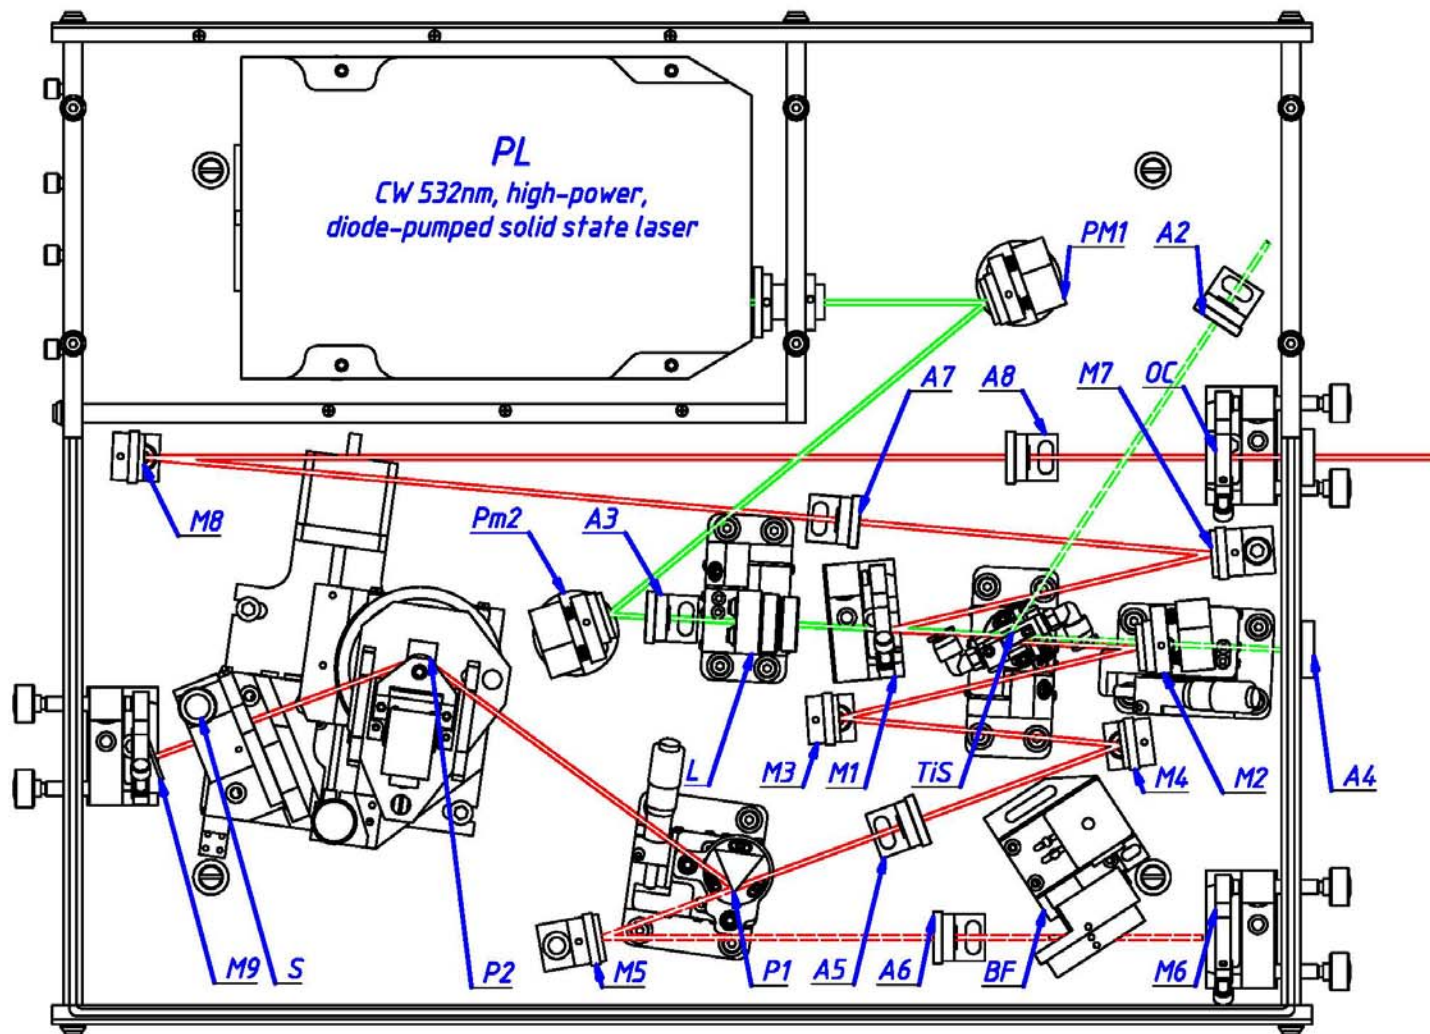 PL
CW 532nm, high-power,
diode-pumped solid state laser
PM1
A2
A7
A8
M7
OC
M8
Pm2
A3
L
M3
M1
TiS
M4
M2
A4
M9
S
P2
M5
P1
A5
A6
BF
M6